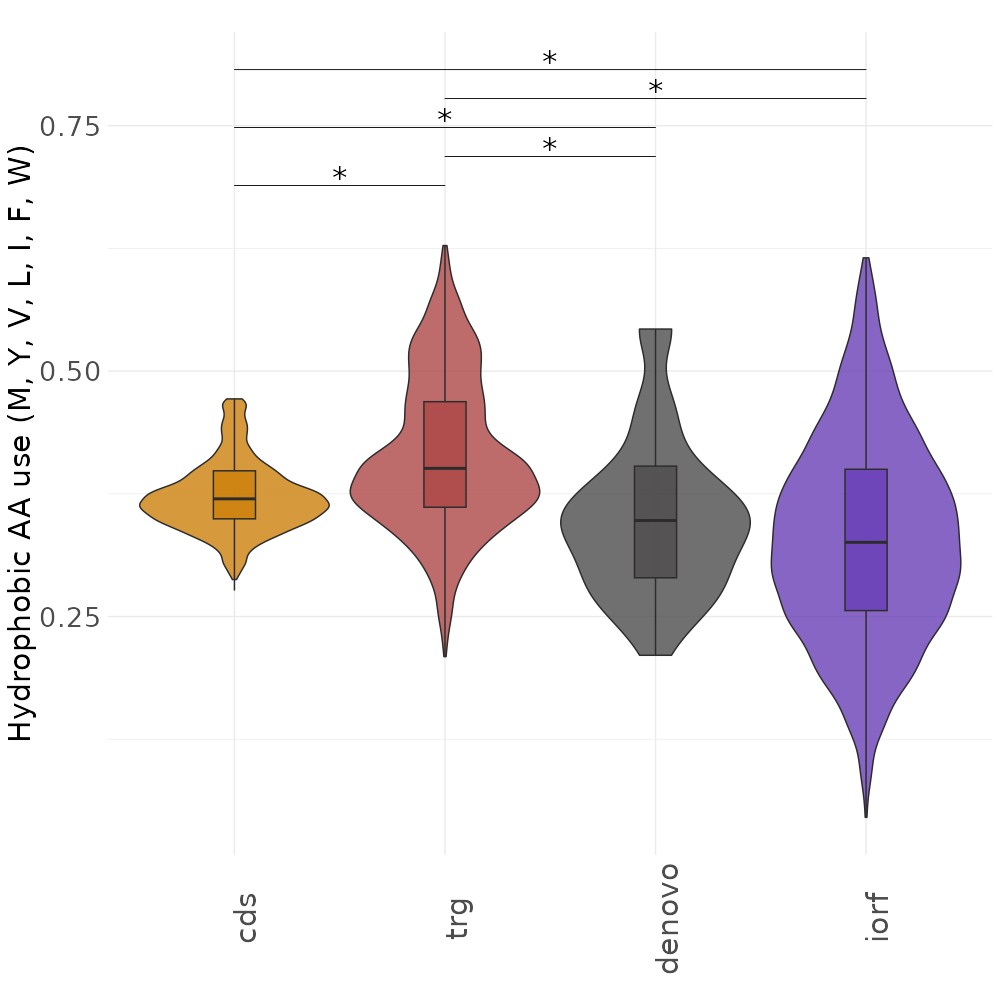 *
*
*
*
*
0.75
0.50
0.25
Hydrophobic AA use (M, Y, V, L, I, F, W)
cds
trg
denovo
iorf